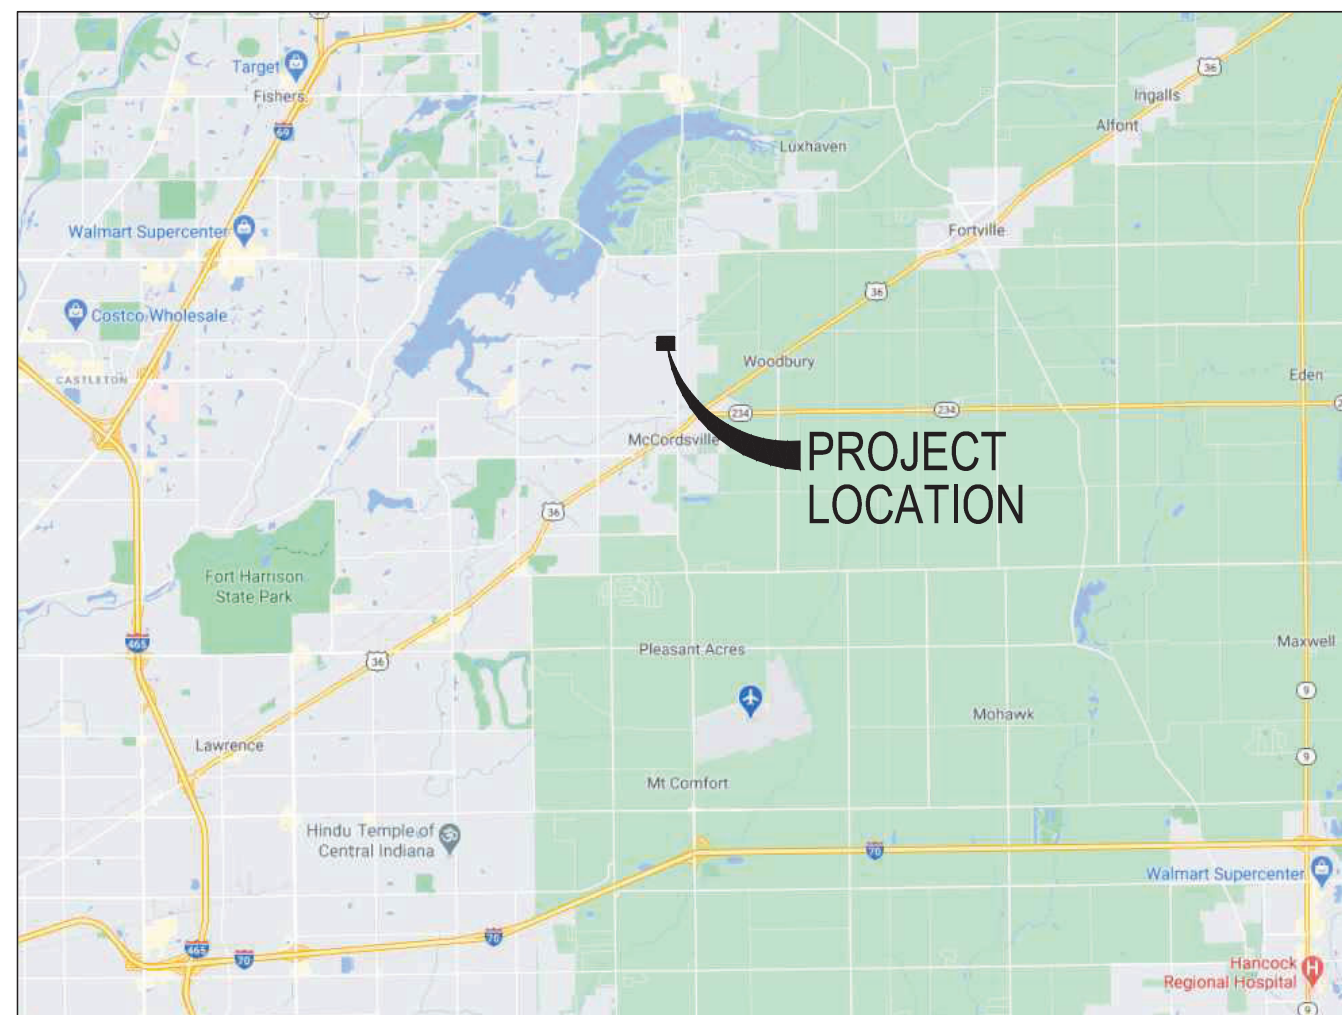 Target
Fishers
69
36
Ingalls
Alfont
Luxhaven
Walmart Supercenter
Fortville
36
Costco Wholesale
Woodbury
CASTLETON
Eden
234
234
McCordsville
PROJECT
LOCATION
36
Fort Harrison
State Park
465
Pleasant Acres
Maxwell
36
9
Mohawk
Lawrence
9
Mt Comfort
Hindu Temple of
Central Indiana
70
Walmart Supercenter
70
465
70
Hancock
Regional Hospital
H
9